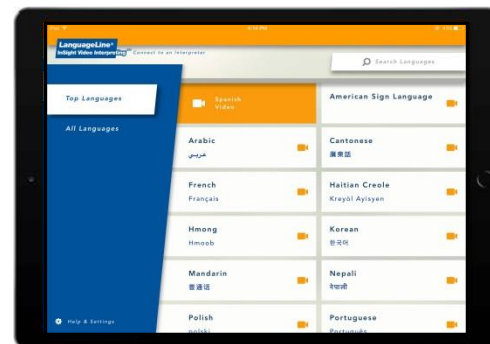 LanguageLine®
InSight Video Interpreting℠ Connect to an interpreter
Search Languages
Top Languages
All Languages
Spanish
Video
American Sign Language
Arabic
عربي
Cantonese
廣東話
French
Français
Haitian Creole
Kreyòl Ayisyen
Hmong
Hmoob
Korean
한국어
Mandarin
普通话
Nepali
नेपाली
Polish
polski
Portuguese
Português
Help & Settings